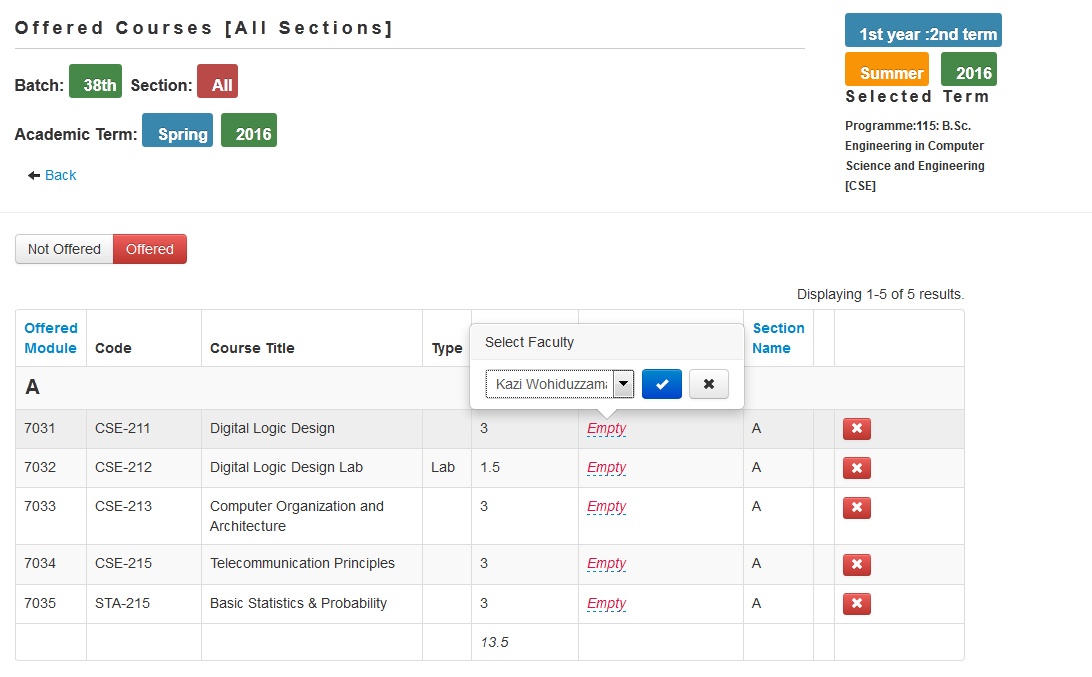 Offered Courses [All Sections]
Batch: 38th Section: All
Academic Term: Spring 2016
Back
1st year :2nd term
Summer 2016
Selected Term
Programme:115: B.Sc.
Engineering in Computer
Science and Engineering
[CSE]
Not Offered Offered
Displaying 1-5 of 5 results.
Offered
Module Code Course Title Type
Section
Name
Select Faculty
Kazi Wohiduzzama
A
7031 CSE-211 Digital Logic Design 3 Empty A
7032 CSE-212 Digital Logic Design Lab Lab 1.5 Empty A
7033 CSE-213 Computer Organization and
Architecture 3 Empty A
7034 CSE-215 Telecommunication Principles 3 Empty A
7035 STA-215 Basic Statistics & Probability 3 Empty A
13.5